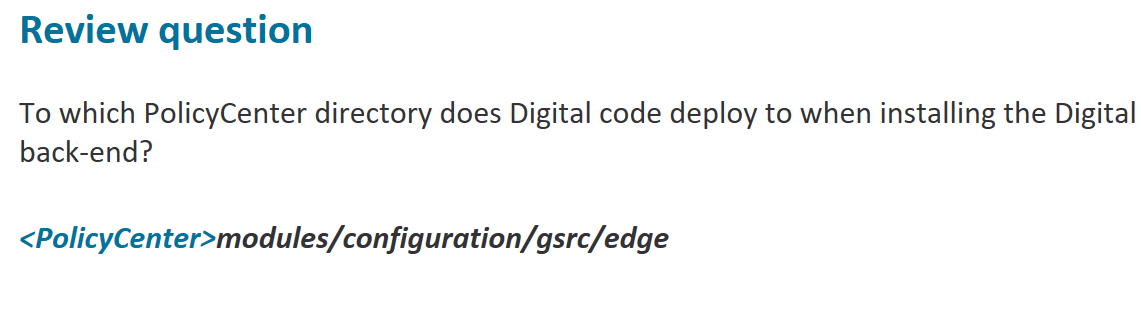 Review question
To which PolicyCenter directory does Digital code deploy to when installing the Digital
back-end?
<PolicyCenter>modules/configuration/gsrc/edge